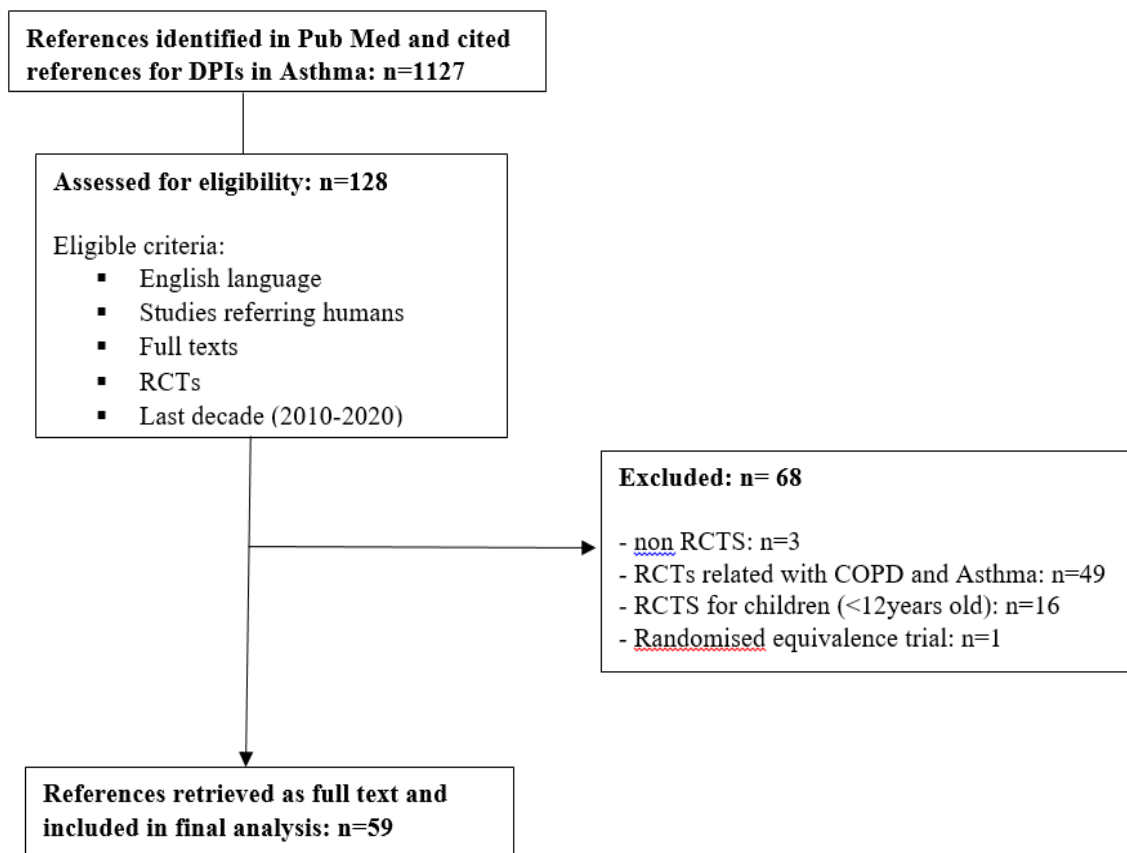 References identified in Pub Med and cited
references for DPIs in Asthma: n=1127
Assessed for eligibility: n=128
Eligible criteria:
▪ English language
▪ Studies referring humans
▪ Full texts
▪ RCTs
▪ Last decade (2010-2020)
Excluded: n= 68
- non RCTS: n=3
- RCTs related with COPD and Asthma: n=49
- RCTS for children (<12years old): n=16
- Randomised equivalence trial: n=1
References retrieved as full text and
included in final analysis: n=59